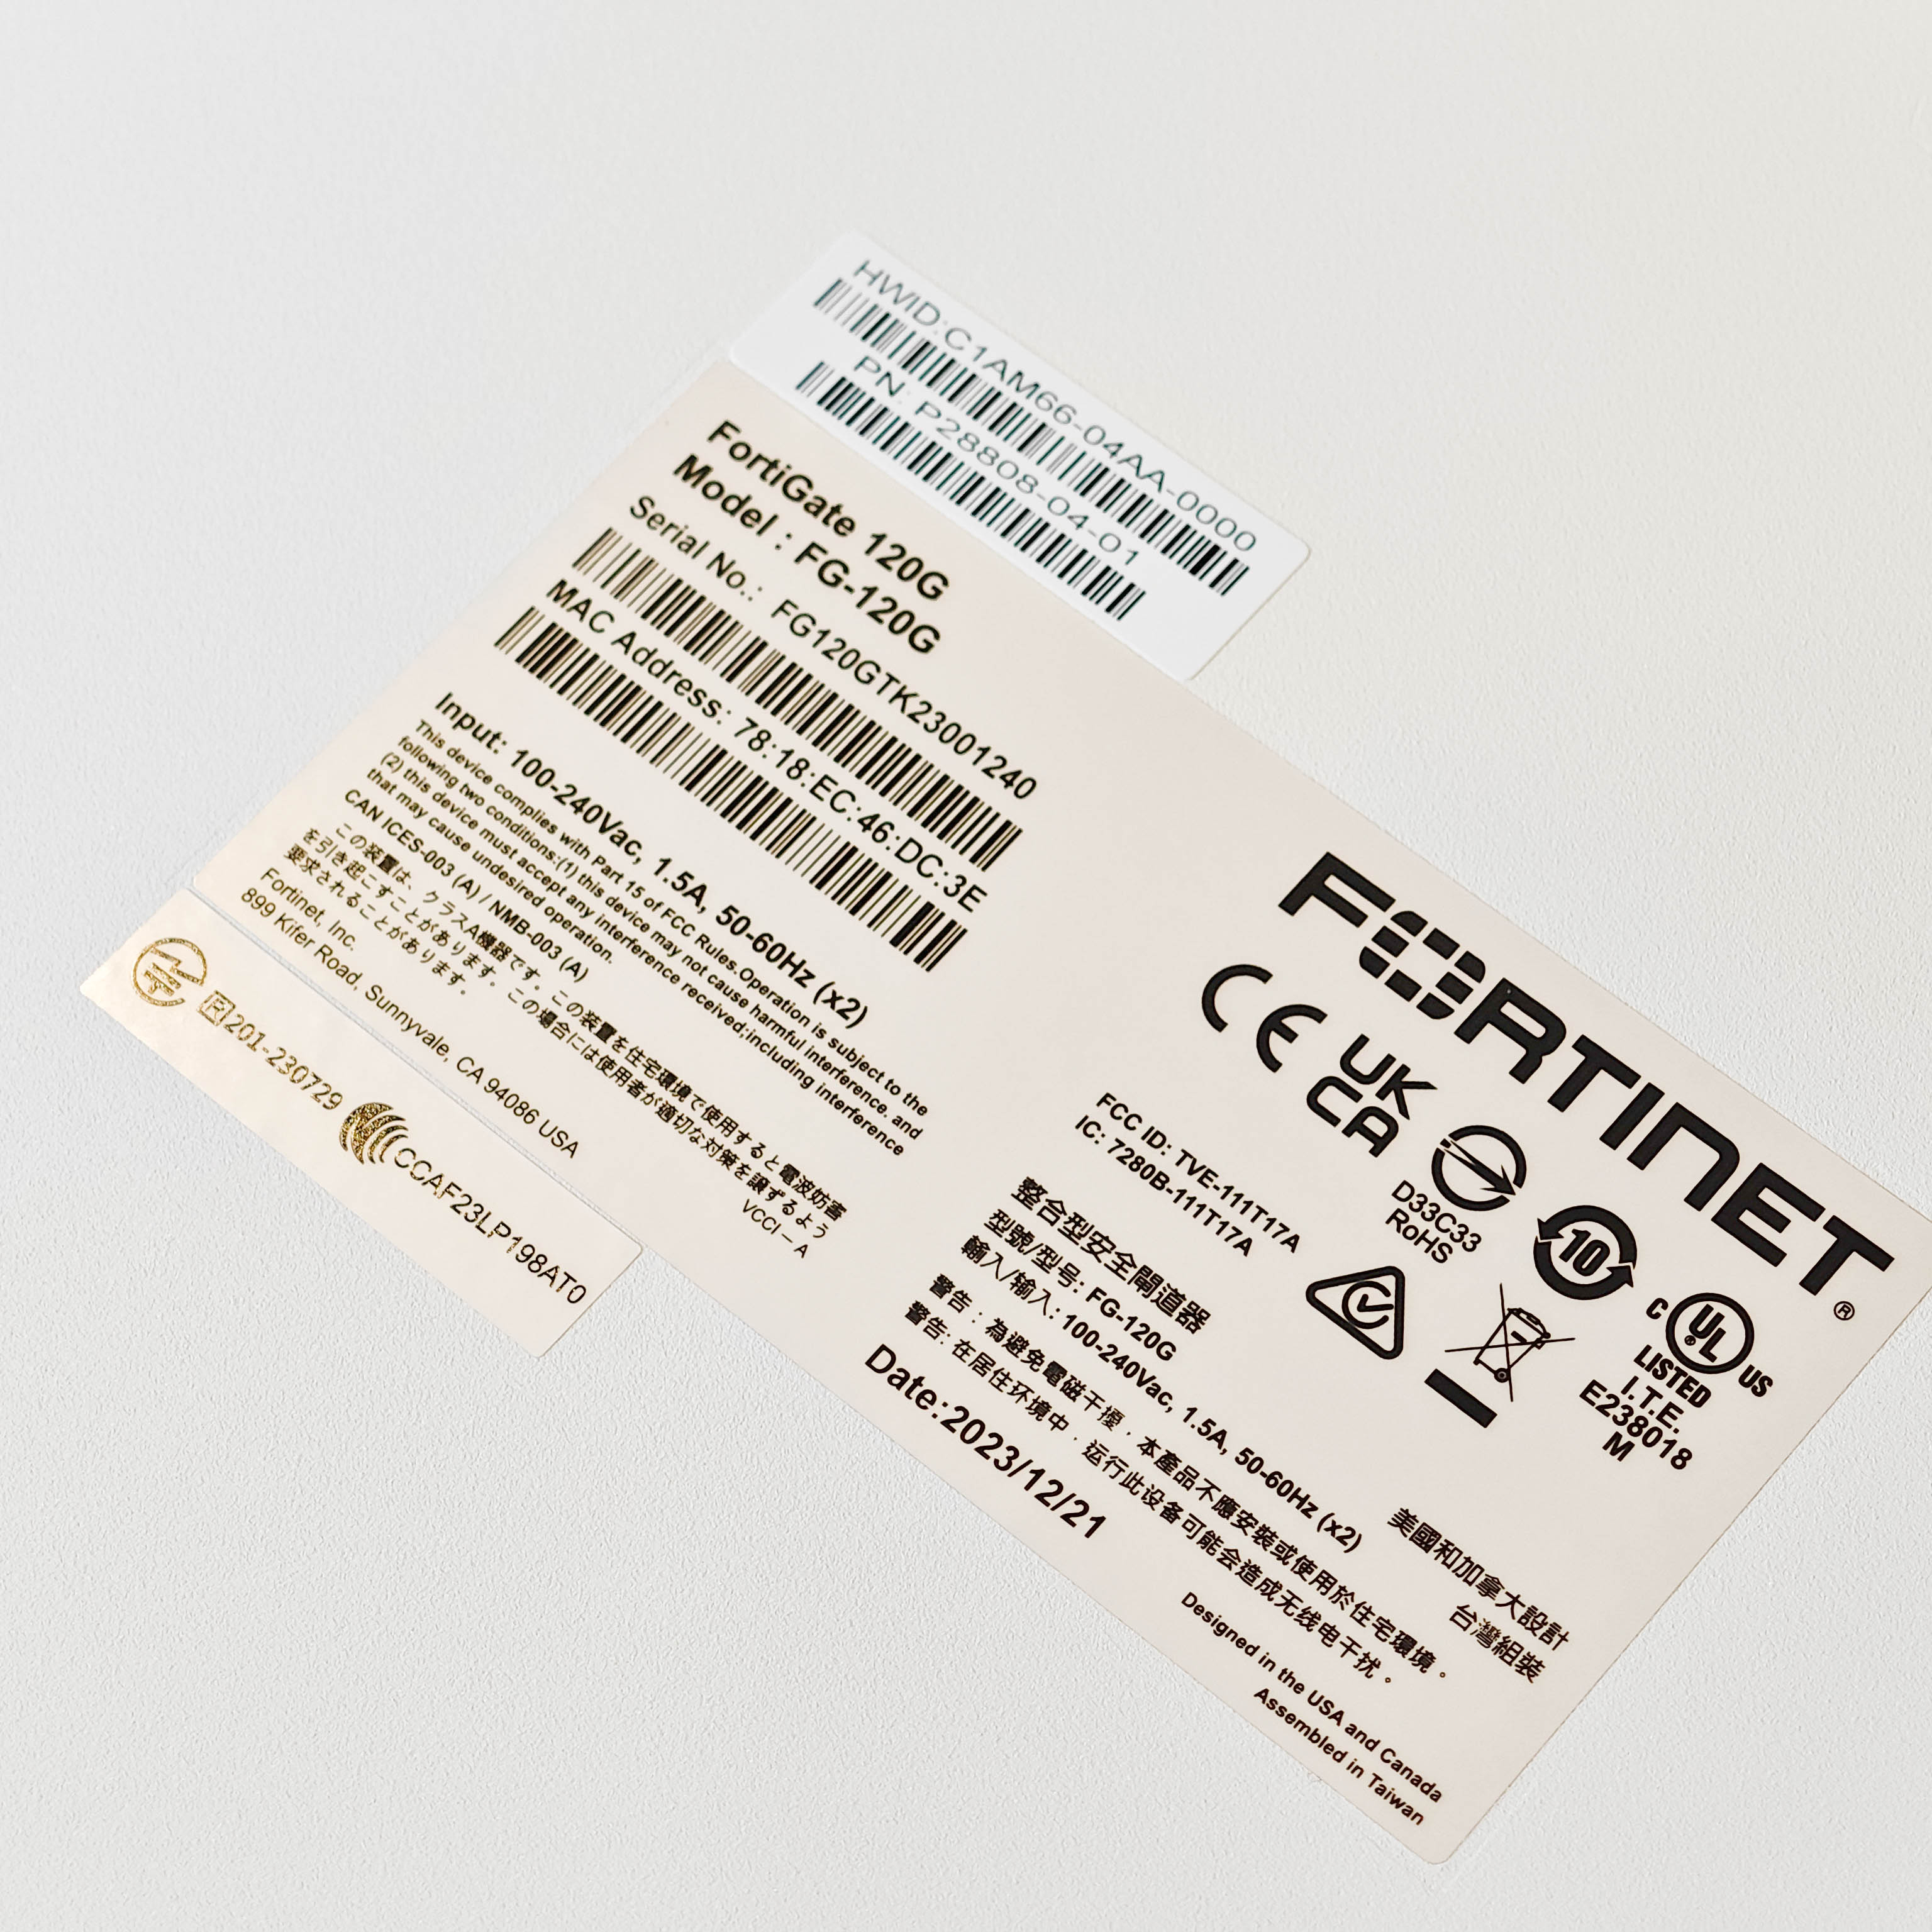 HWID:C1AM66-04AA-0000
PN: P28808-04-01
FortiGate 120G
Model : FG-120G
Serial No.: FG120GTK23001240
MAC Address: 78:18:EC:46:DC:3E
Input: 100-240Vac, 1.5A, 50-60Hz (x2)
This device complies with Part 15 of FCC Rules.Operation is subject to the
following two conditions:(1) this device may not cause harmful interference. and
(2) this device must accept any interference received;including interference
that may cause undesired operation.
CAN ICES-003 (A) / NMB-003 (A)
この装置は、クラスA機器です。この装置を住宅環境で使用すると電波妨害
を引き起こすことがあります。この場合には使用者が適切な対策を講ずるよう
要求されることがあります。
VCCI – A
Fortinet, Inc.
899 Kifer Road, Sunnyvale, CA 94086 USA
R 201-230729
CCAF23LP198AT0
FORTINET®
CE
UK
CA
D33C33
RoHS
10
C UL® US
LISTED
I.T.E.
E238018
M
FCC ID: TVE-111T17A
IC: 7280B-111T17A
整合型安全閘道器
型號/型号: FG-120G
輸入/输入: 100-240Vac, 1.5A, 50-60Hz (x2)
警告：為避免電磁干擾，本產品不應安裝或使用於住宅環境。
警告: 在居住环境中，运行此设备可能会造成无线电干扰。
Date:2023/12/21
美國和加拿大設計
台灣組裝
Designed in the USA and Canada
Assembled in Taiwan